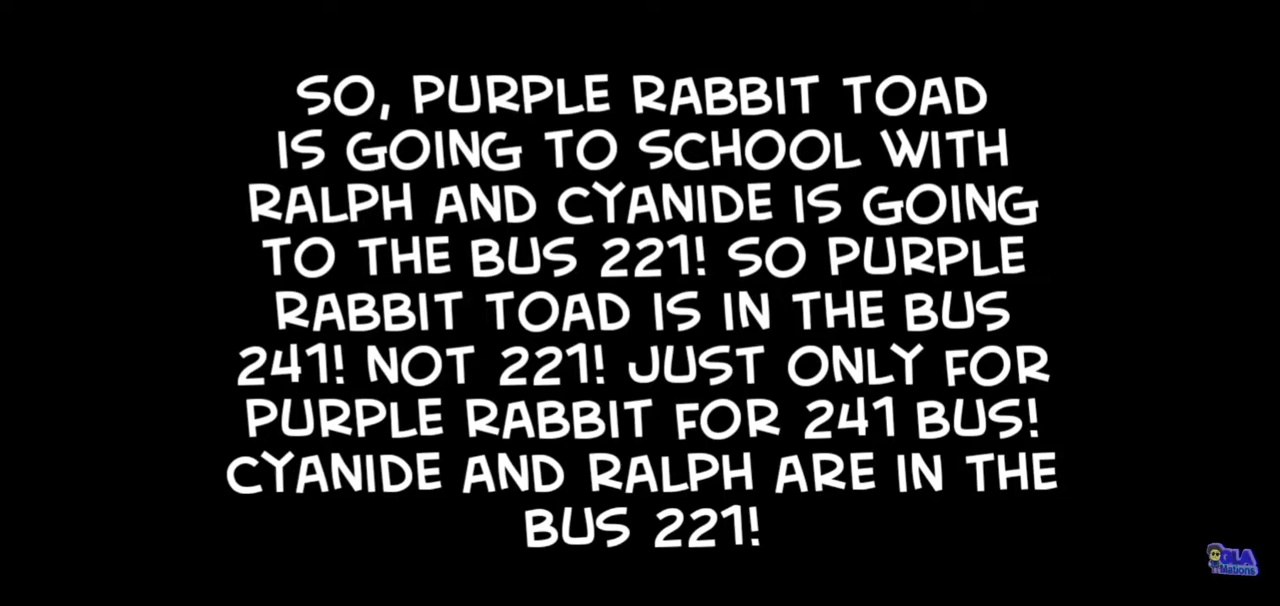 SO, PURPLE RABBIT TOAD
IS GOING TO SCHOOL WITH
RALPH AND CYANIDE IS GOING
TO THE BUS 221! SO PURPLE
RABBIT TOAD IS IN THE BUS
241! NOT 221! JUST ONLY FOR
PURPLE RABBIT FOR 241 BUS!
CYANIDE AND RALPH ARE IN THE
BUS 221!
GLA
Mations